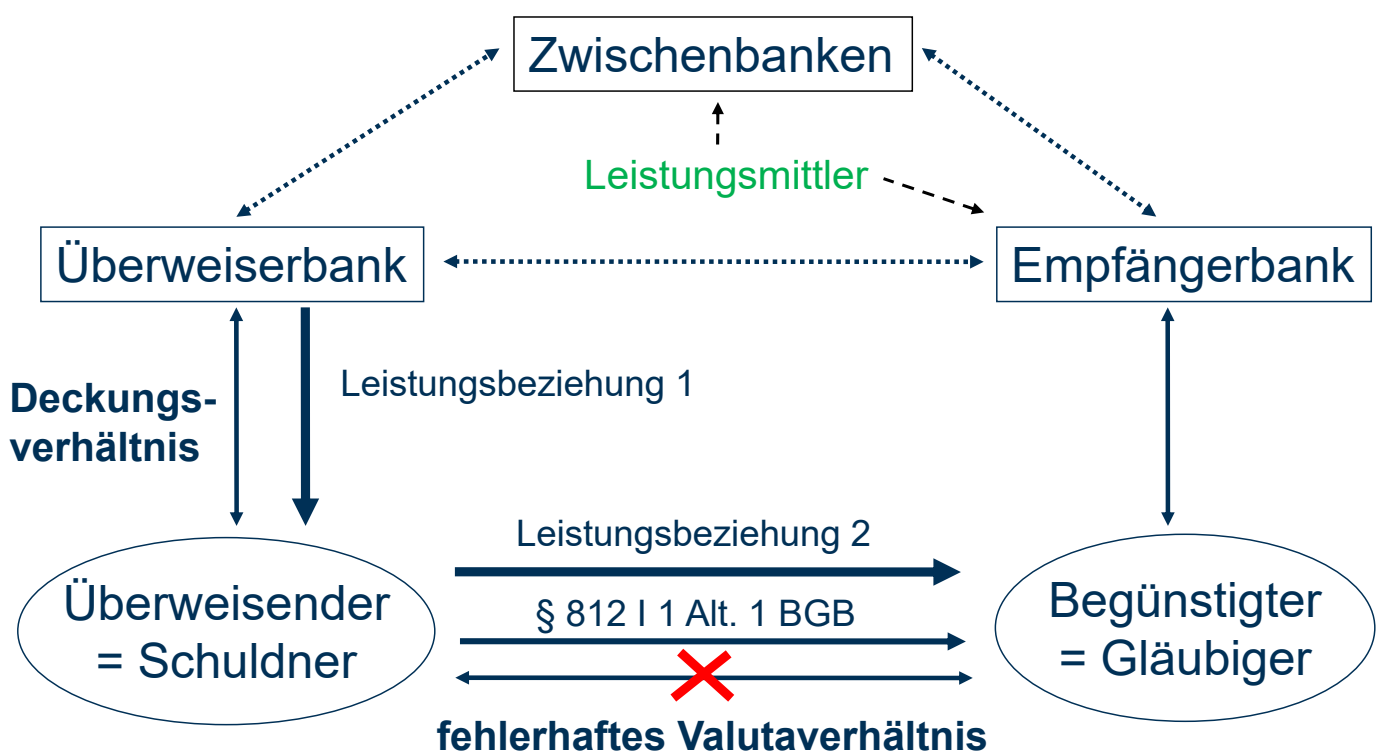 Zwischenbanken
Leistungsmittler
Überweiserbank
Empfängerbank
Leistungsbeziehung 1
Deckungs-
verhältnis
Leistungsbeziehung 2
Überweisender
= Schuldner
§ 812 I 1 Alt. 1 BGB
Begünstigter
= Gläubiger
fehlerhaftes Valutaverhältnis